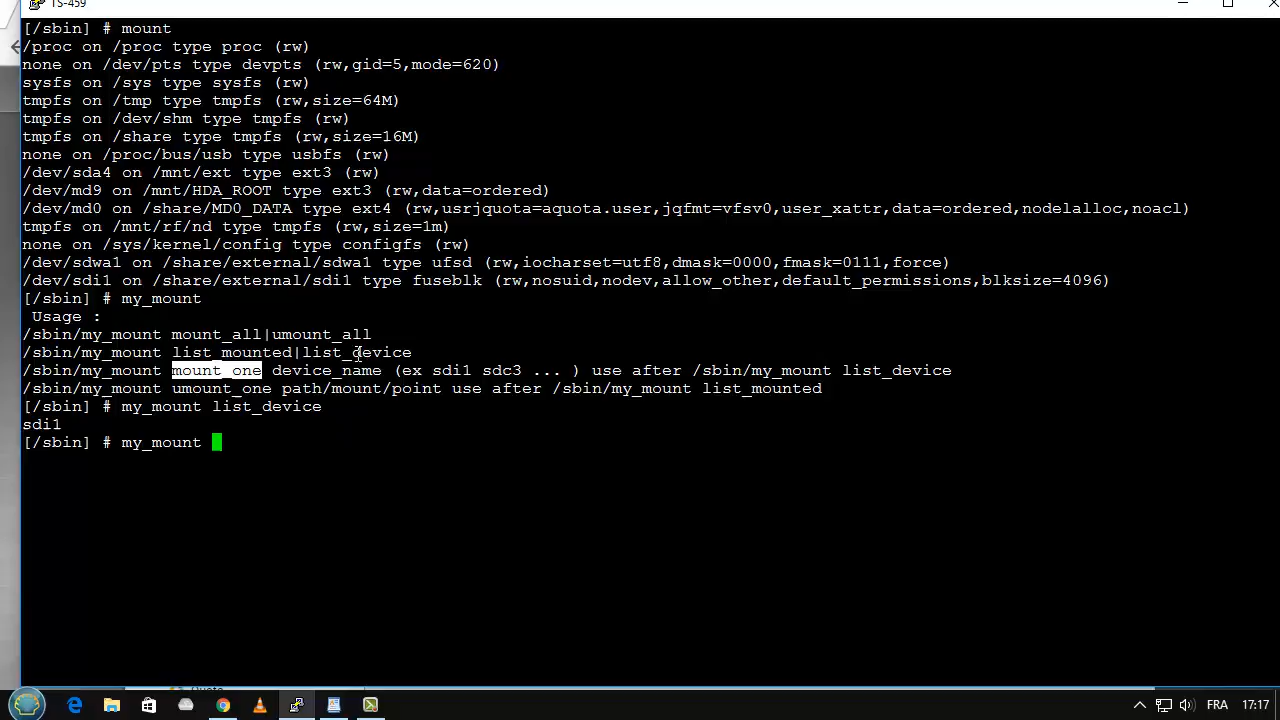 TS-459
[/sbin] # mount
/proc on /proc type proc (rw)
none on /dev/pts type devpts (rw,gid=5,mode=620)
sysfs on /sys type sysfs (rw)
tmpfs on /tmp type tmpfs (rw,size=64M)
tmpfs on /dev/shm type tmpfs (rw)
tmpfs on /share type tmpfs (rw,size=16M)
none on /proc/bus/usb type usbfs (rw)
/dev/sda4 on /mnt/ext type ext3 (rw)
/dev/md9 on /mnt/HDA_ROOT type ext3 (rw,data=ordered)
/dev/md0 on /share/MD0_DATA type ext4 (rw,usrjquota=aquota.user,jqfmt=vfsv0,user_xattr,data=ordered,nodelalloc,noacl)
tmpfs on /mnt/rf/nd type tmpfs (rw,size=1m)
none on /sys/kernel/config type configfs (rw)
/dev/sdwa1 on /share/external/sdwa1 type ufsd (rw,iocharset=utf8,dmask=0000,fmask=0111,force)
/dev/sdi1 on /share/external/sdi1 type fuseblk (rw,nosuid,nodev,allow_other,default_permissions,blksize=4096)
[/sbin] # my_mount
Usage :
/sbin/my_mount mount_all|umount_all
/sbin/my_mount list_mounted|list_device
/sbin/my_mount mount_one device_name (ex sdi1 sdc3 ... ) use after /sbin/my_mount list_device
/sbin/my_mount umount_one path/mount/point use after /sbin/my_mount list_mounted
[/sbin] # my_mount list_device
sdi1
[/sbin] # my_mount
FRA 17:17